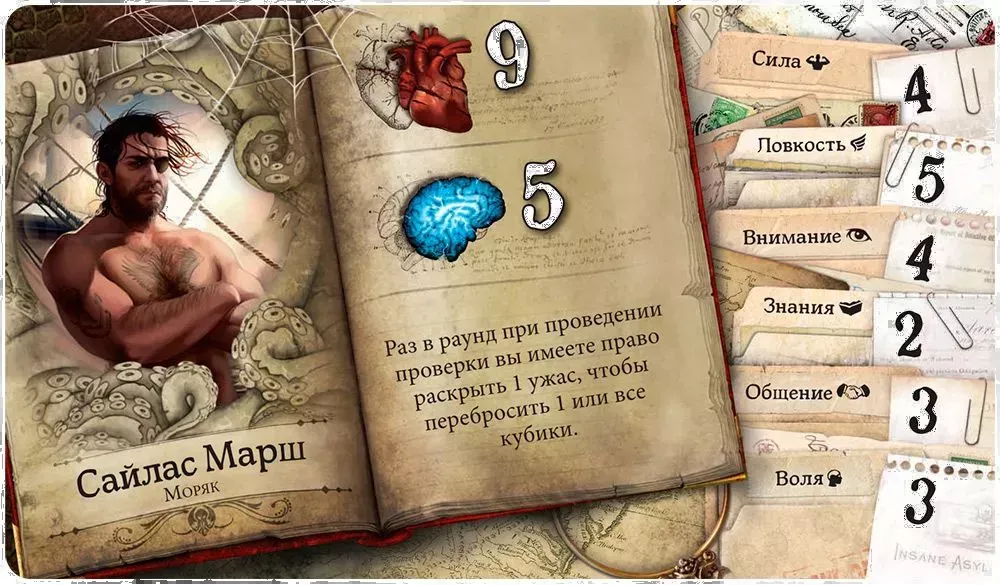 9
5
Раз в раунд при проведении
проверки вы имеете право
раскрыть 1 ужас, чтобы
перебросить 1 или все
кубики.
Сайлас Марш
Моряк
Сила
4
Ловкость
5
Внимание
4
Знания
2
Общение
3
Воля
3
INSANE ASYL